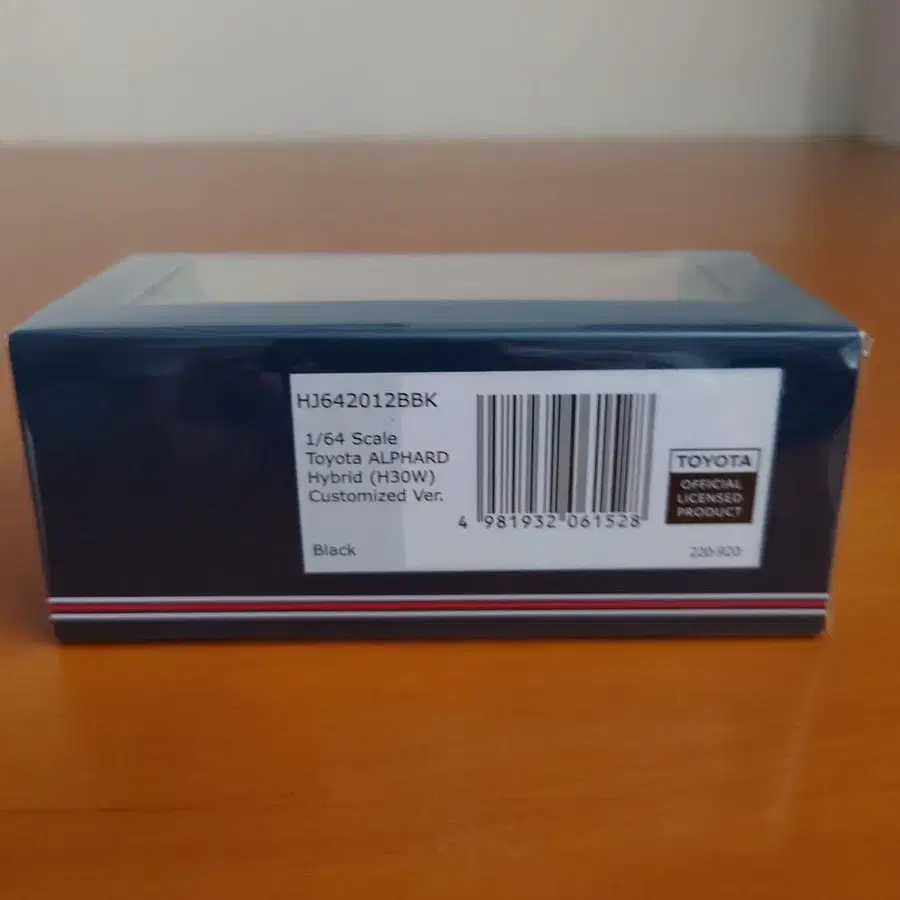 HJ642012BBK
1/64 Scale
Toyota ALPHARD
Hybrid (H30W)
Customized Ver.
Black
4 981932 061528
TOYOTA
OFFICIAL
LICENSED
PRODUCT
220-920